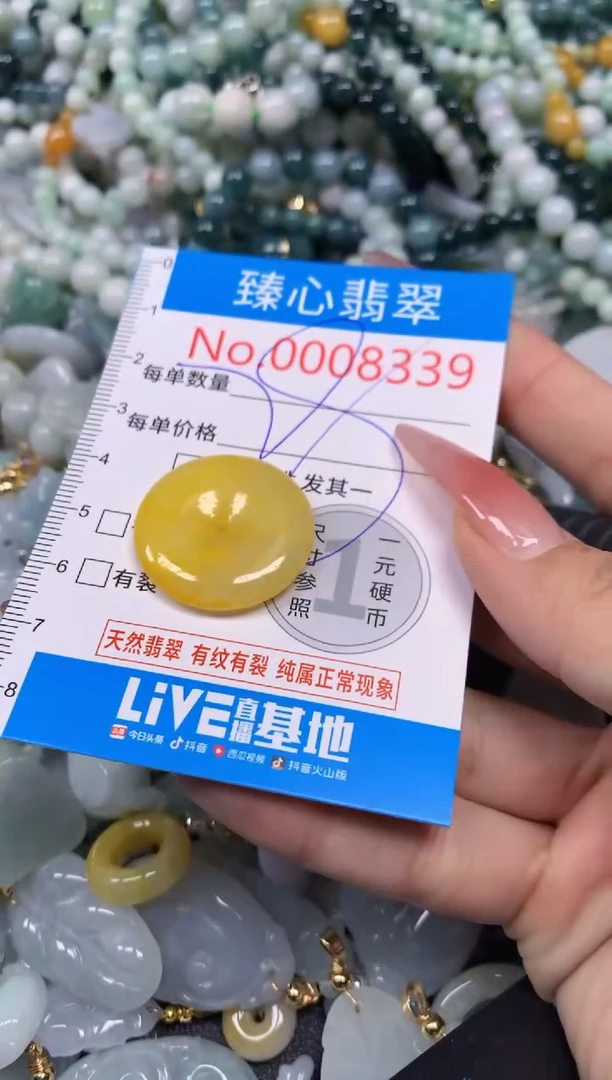 臻心翡翠
No.0008339
每单数量
每单价格
发其一
尺寸参照
一元硬币
1
有裂
天然翡翠 有纹有裂 纯属正常现象
LiVE直播基地
今日头条 抖音 西瓜视频 抖音火山版
0
1
2
3
4
5
6
7
8